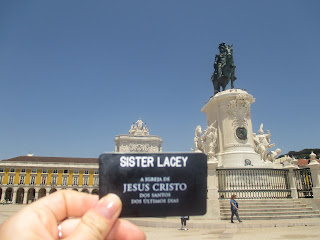 SISTER LACEY
A IGREJA DE
JESUS CRISTO
DOS SANTOS
DOS ÚLTIMOS DIAS